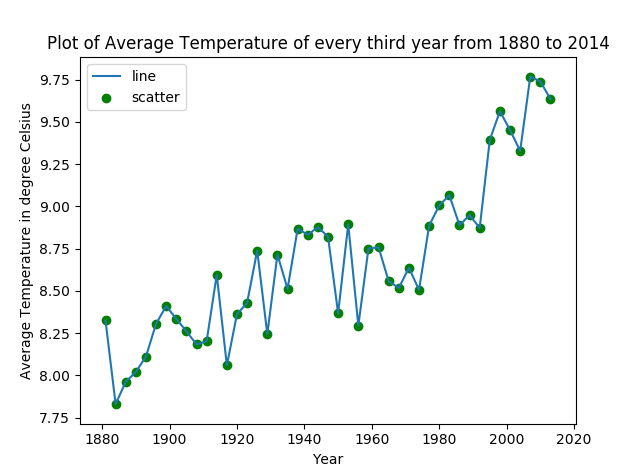 Plot of Average Temperature of every third year from 1880 to 2014
line
scatter
9.75
9.50
9.25
9.00
8.75
8.50
8.25
8.00
7.75
Average Temperature in degree Celsius
1880 1900 1920 1940 1960 1980 2000 2020
Year